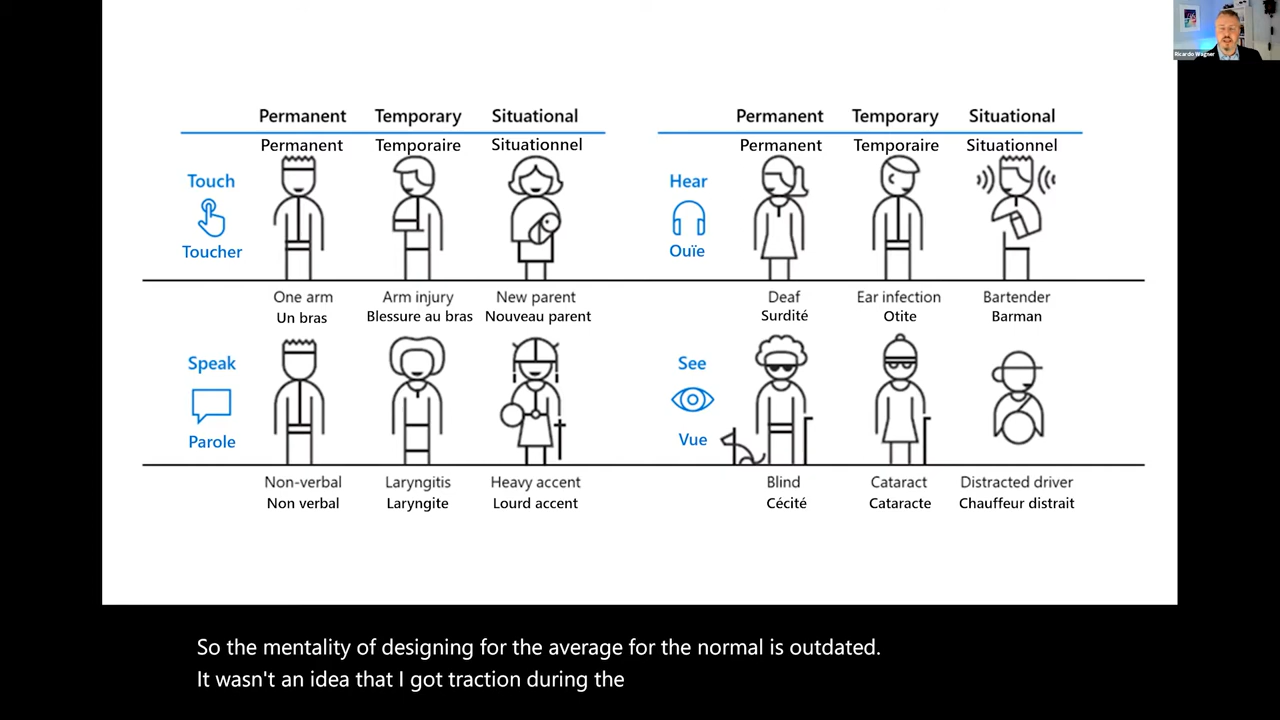 Ricardo Wagner
Permanent Temporary Situational
Permanent Temporaire Situationnel
Touch
Toucher
One arm Arm injury New parent
Un bras Blessure au bras Nouveau parent
Permanent Temporary Situational
Permanent Temporaire Situationnel
Hear
Ouïe
Deaf Ear infection Bartender
Surdité Otite Barman
Speak
Parole
Non-verbal Laryngitis Heavy accent
Non verbal Laryngite Lourd accent
See
Vue
Blind Cataract Distracted driver
Cécité Cataracte Chauffeur distrait
So the mentality of designing for the average for the normal is outdated.
It wasn't an idea that I got traction during the